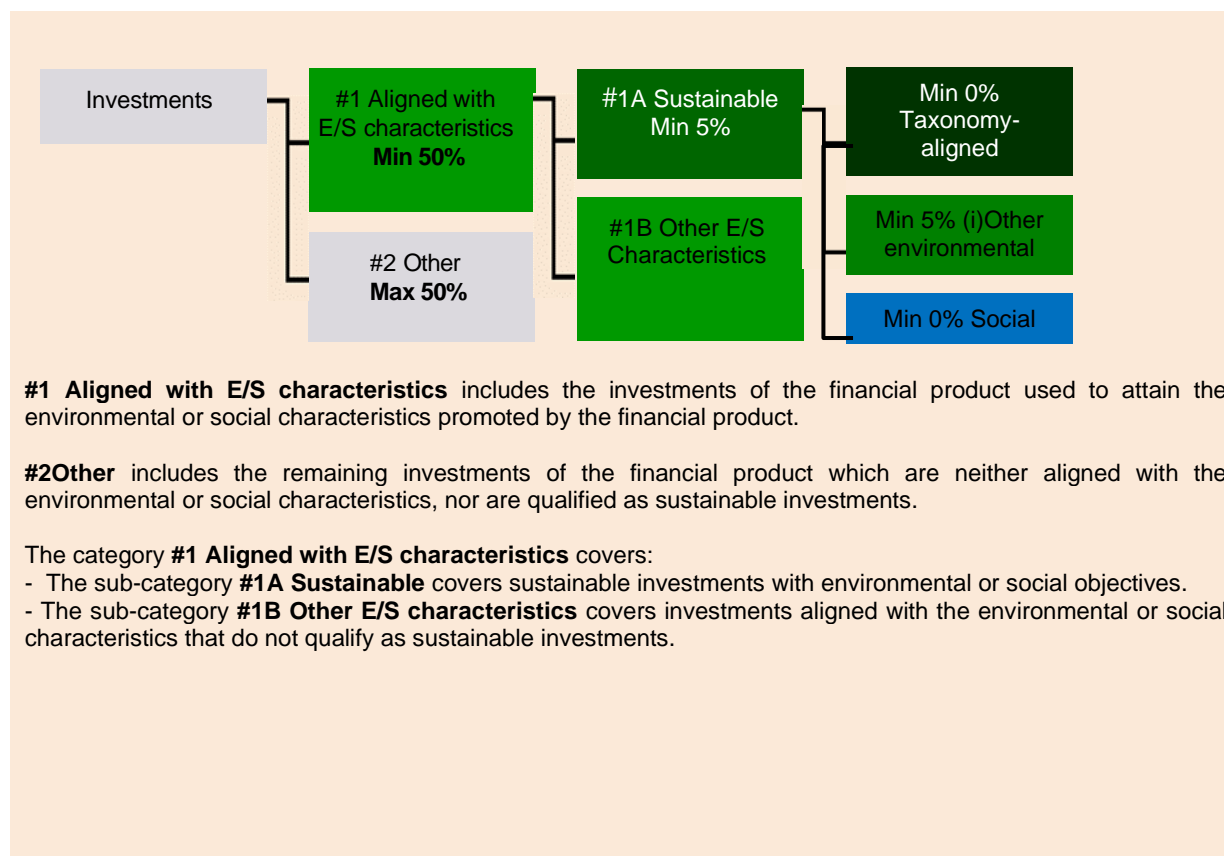 Investments
#1 Aligned with
E/S characteristics
Min 50%
#2 Other
Max 50%
#1A Sustainable
Min 5%
#1B Other E/S
Characteristics
Min 0%
Taxonomy-
aligned
Min 5% (i)Other
environmental
Min 0% Social
#1 Aligned with E/S characteristics includes the investments of the financial product used to attain the
environmental or social characteristics promoted by the financial product.
#2Other includes the remaining investments of the financial product which are neither aligned with the
environmental or social characteristics, nor are qualified as sustainable investments.
The category #1 Aligned with E/S characteristics covers:
- The sub-category #1A Sustainable covers sustainable investments with environmental or social objectives.
- The sub-category #1B Other E/S characteristics covers investments aligned with the environmental or social
characteristics that do not qualify as sustainable investments.